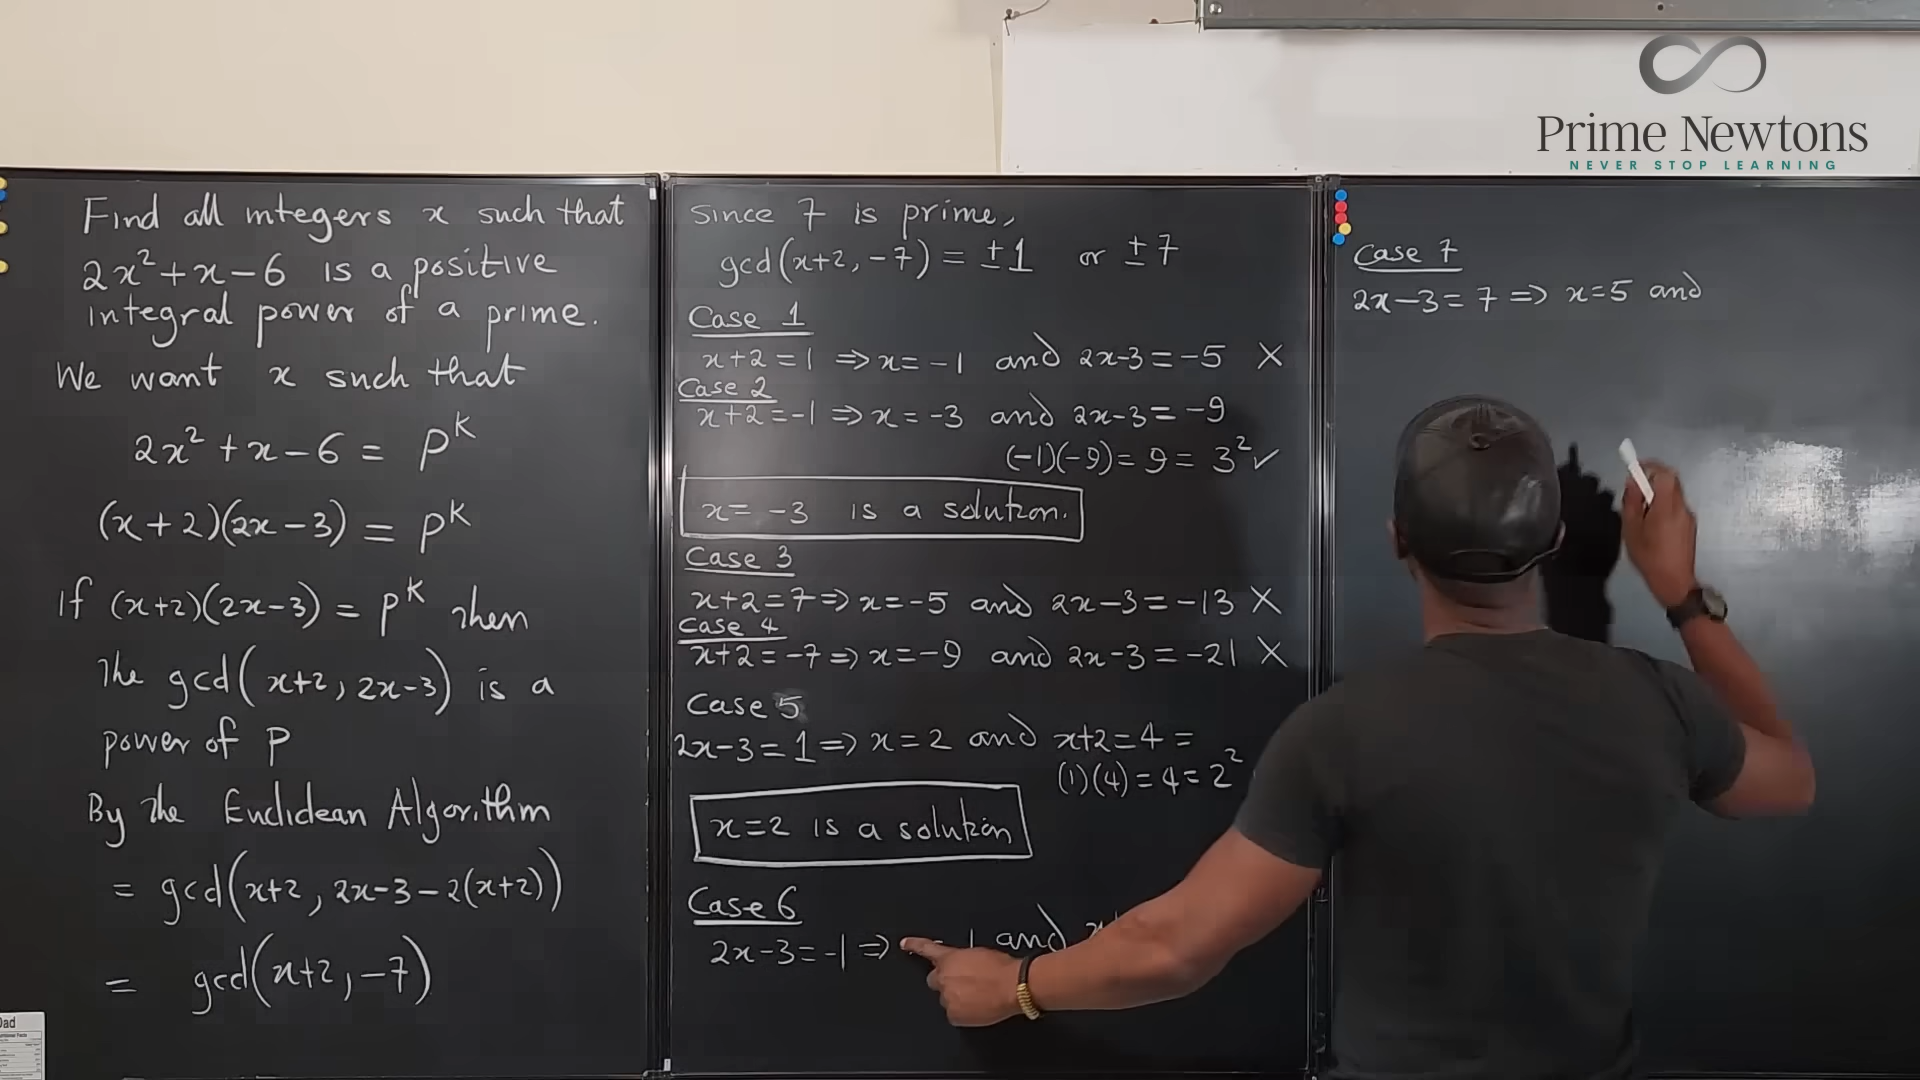 Prime Newtons
NEVER STOP LEARNING
Find all integers x such that
2x²+x-6 is a positive
integral power of a prime.
We want x such that
2x²+x-6 = p^k
(x+2)(2x-3) = p^k
If (x+2)(2x-3) = p^k then
the gcd(x+2, 2x-3) is a
power of P
By the Euclidean Algorithm
= gcd(x+2, 2x-3-2(x+2))
= gcd(x+2, -7)
since 7 is prime,
gcd(x+2, -7) = ±1 or ±7
Case 1
x+2=1 => x=-1 and 2x-3=-5 X
Case 2
x+2=-1 => x=-3 and 2x-3=-9
(-1)(-9)=9=3² ✓
x=-3 is a solution.
Case 3
x+2=7 => x=-5 and 2x-3=-13 X
Case 4
x+2=-7 => x=-9 and 2x-3=-21 X
Case 5
2x-3=1 => x=2 and x+2=4=
(1)(4)=4=2²
x=2 is a solution
Case 6
2x-3=-1 => 1 and x
Case 7
2x-3=7 => x=5 and
Dad